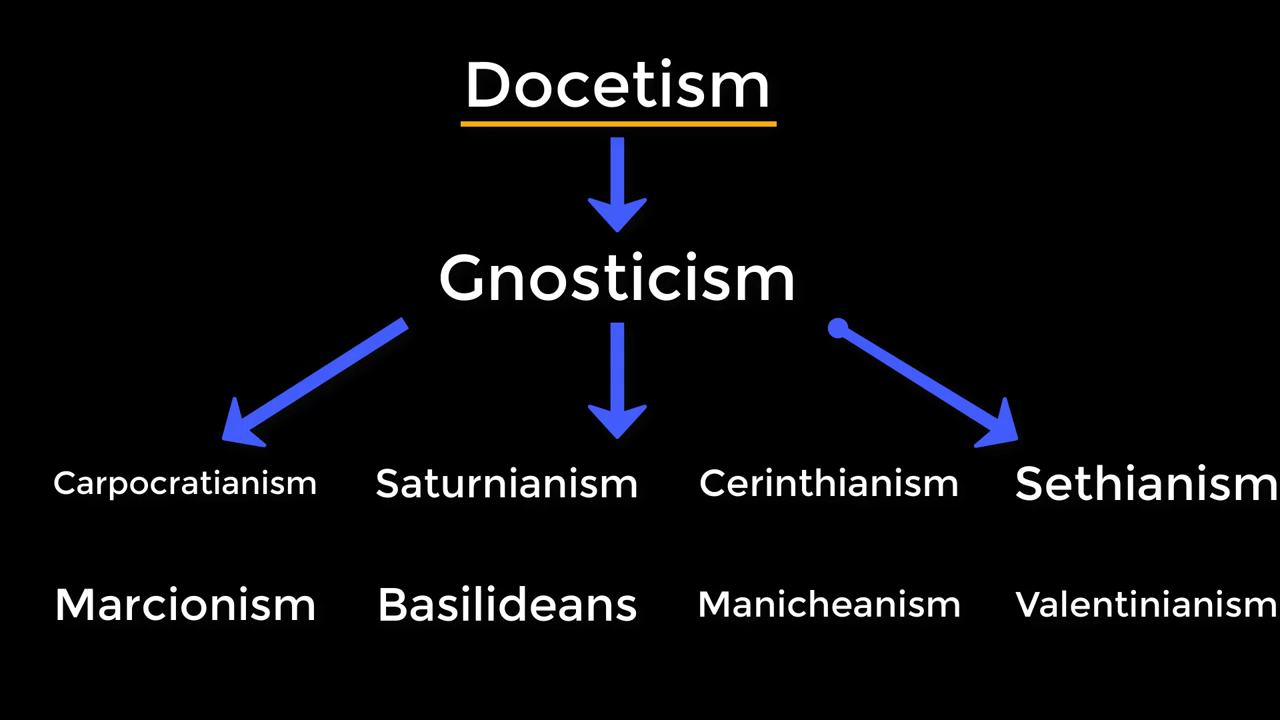 Docetism
Gnosticism
Carpocratianism Saturnianism Cerinthianism Sethianism
Marcionism Basilideans Manicheanism Valentinianism